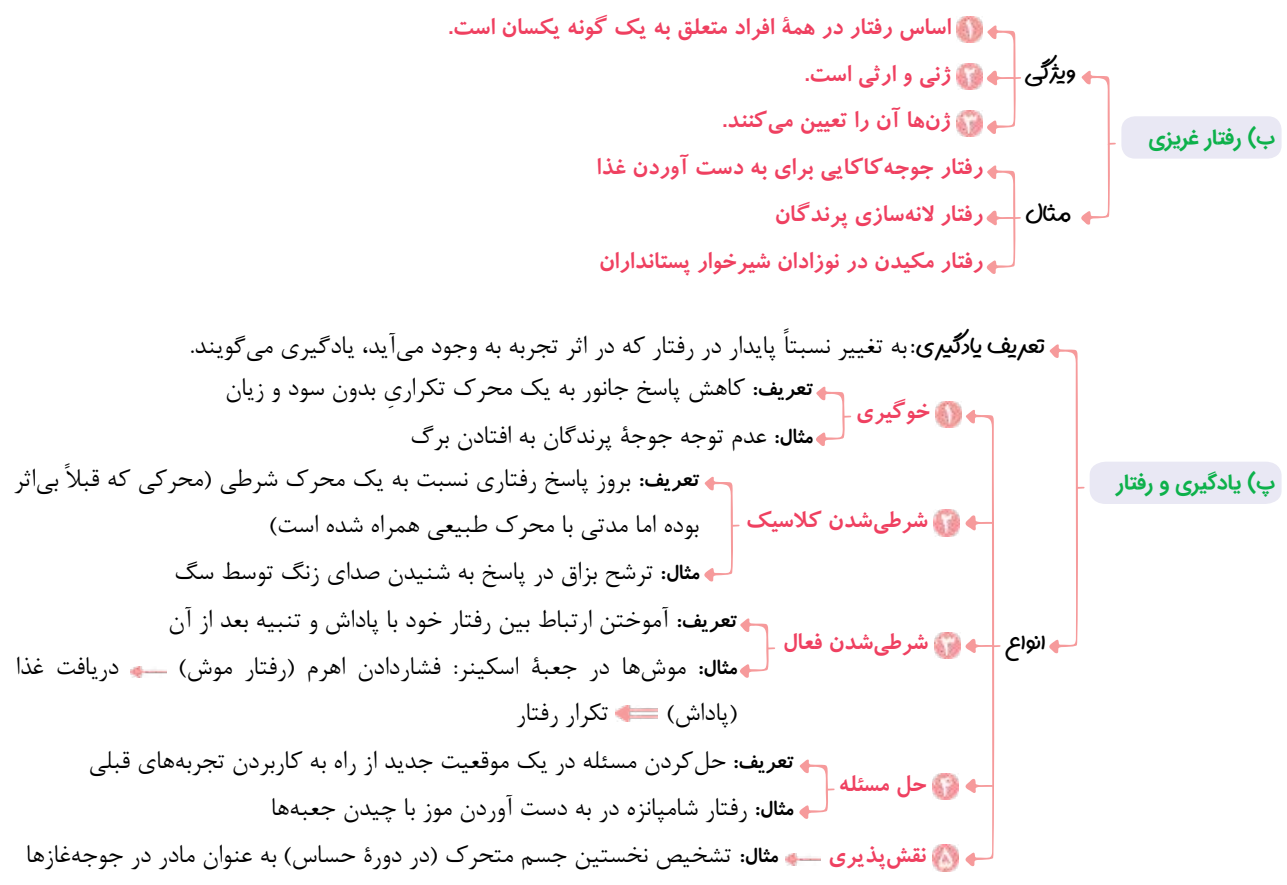 ب) رفتار غریزی
ویژگی
۱ اساس رفتار در همهٔ افراد متعلق به یک گونه یکسان است.
۲ ژنی و ارثی است.
۳ ژن‌ها آن را تعیین می‌کنند.
مثال
رفتار جوجه‌کاکایی برای به دست آوردن غذا
رفتار لانه‌سازی پرندگان
رفتار مکیدن در نوزادان شیرخوار پستانداران
پ) یادگیری و رفتار
تعریف یادگیری: به تغییر نسبتاً پایدار در رفتار که در اثر تجربه به وجود می‌آید، یادگیری می‌گویند.
انواع
۱ خوگیری
تعریف: کاهش پاسخ جانور به یک محرک تکراریِ بدون سود و زیان
مثال: عدم توجه جوجهٔ پرندگان به افتادن برگ
۲ شرطی‌شدن کلاسیک
تعریف: بروز پاسخ رفتاری نسبت به یک محرک شرطی (محرکی که قبلاً بی‌اثر
بوده اما مدتی با محرک طبیعی همراه شده است)
مثال: ترشح بزاق در پاسخ به شنیدن صدای زنگ توسط سگ
۳ شرطی‌شدن فعال
تعریف: آموختن ارتباط بین رفتار خود با پاداش و تنبیه بعد از آن
مثال: موش‌ها در جعبهٔ اسکینر: فشاردادن اهرم (رفتار موش) ← دریافت غذا
(پاداش) ⇐ تکرار رفتار
۴ حل مسئله
تعریف: حل‌کردن مسئله در یک موقعیت جدید از راه به کاربردن تجربه‌های قبلی
مثال: رفتار شامپانزه در به دست آوردن موز با چیدن جعبه‌ها
۵ نقش‌پذیری ← مثال: تشخیص نخستین جسم متحرک (در دورهٔ حساس) به عنوان مادر در جوجه‌غازها